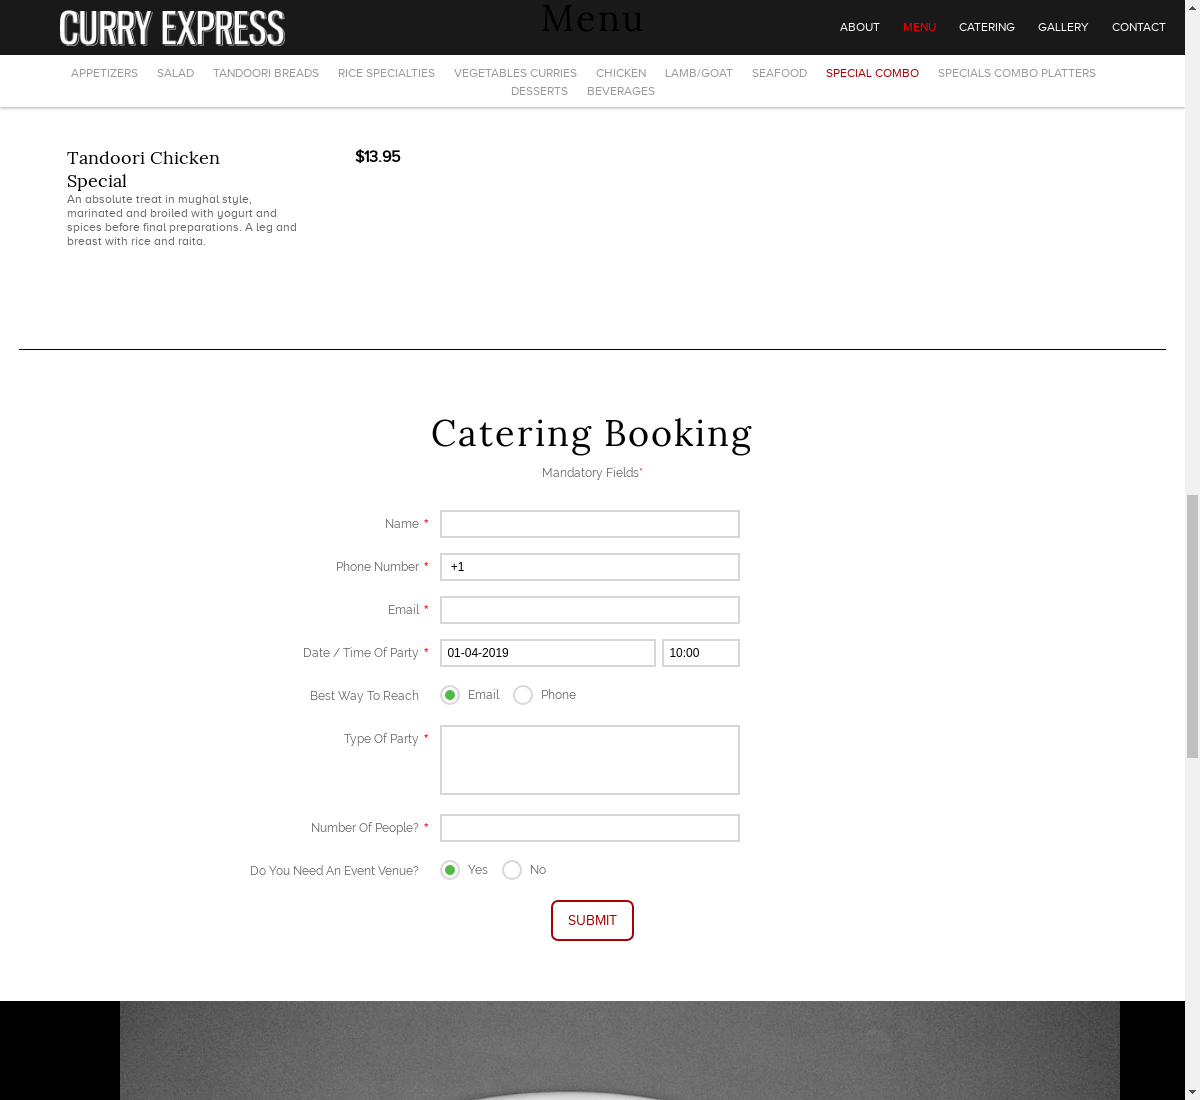 CURRY EXPRESS
Menu
ABOUT MENU CATERING GALLERY CONTACT
APPETIZERS SALAD TANDOORI BREADS RICE SPECIALTIES VEGETABLES CURRIES CHICKEN LAMB/GOAT SEAFOOD SPECIAL COMBO SPECIALS COMBO PLATTERS
DESSERTS BEVERAGES
Tandoori Chicken $13.95
Special
An absolute treat in mughal style,
marinated and broiled with yogurt and
spices before final preparations. A leg and
breast with rice and raita.
Catering Booking
Mandatory Fields*
Name *
Phone Number * +1
Email *
Date / Time Of Party * 01-04-2019 10:00
Best Way To Reach Email Phone
Type Of Party *
Number Of People? *
Do You Need An Event Venue? Yes No
SUBMIT